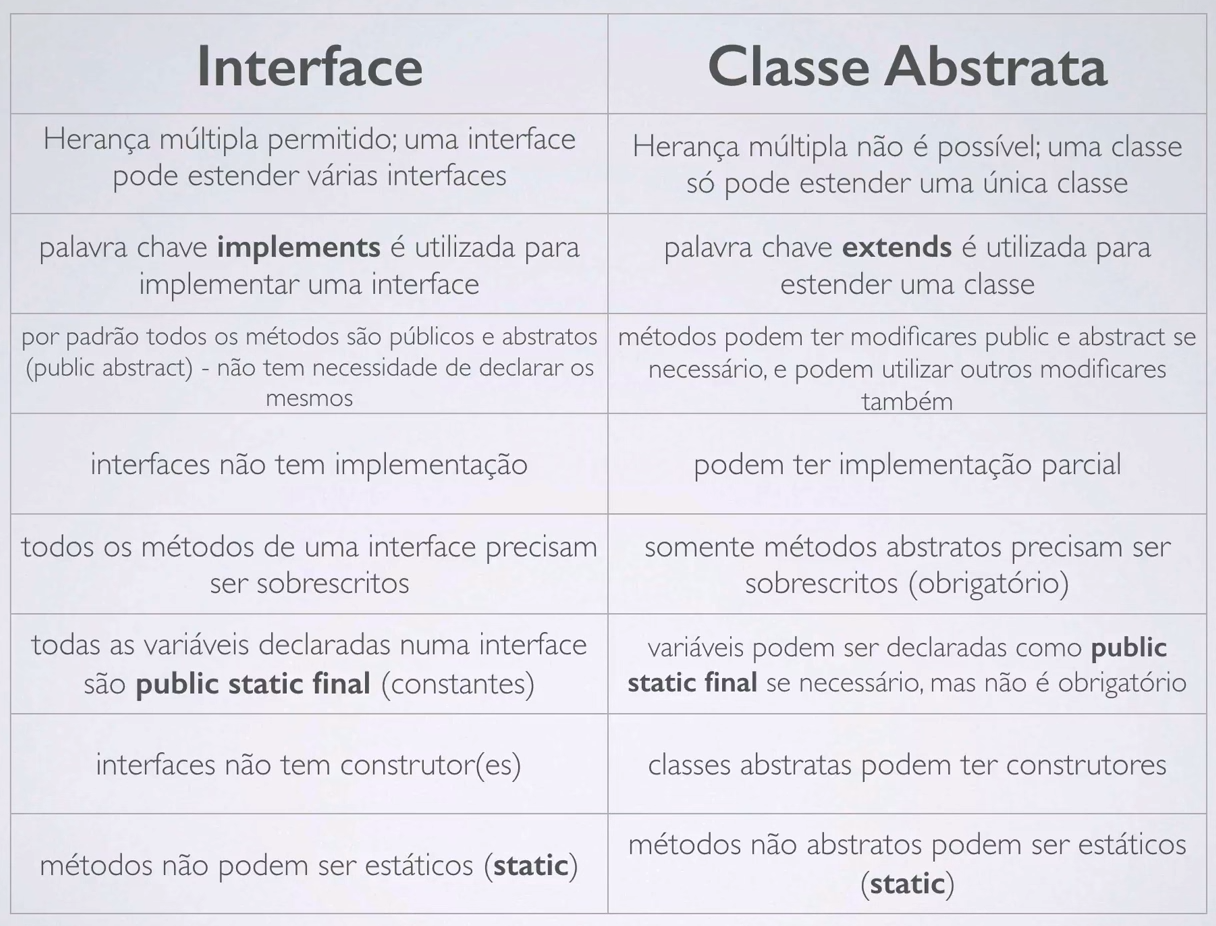 Interface
Classe Abstrata
Herança múltipla permitido; uma interface
pode estender várias interfaces
Herança múltipla não é possível; uma classe
só pode estender uma única classe
palavra chave implements é utilizada para
implementar uma interface
palavra chave extends é utilizada para
estender uma classe
por padrão todos os métodos são públicos e abstratos
(public abstract) - não tem necessidade de declarar os
mesmos
métodos podem ter modificares public e abstract se
necessário, e podem utilizar outros modificares
também
interfaces não tem implementação
podem ter implementação parcial
todos os métodos de uma interface precisam
ser sobrescritos
somente métodos abstratos precisam ser
sobrescritos (obrigatório)
todas as variáveis declaradas numa interface
são public static final (constantes)
variáveis podem ser declaradas como public
static final se necessário, mas não é obrigatório
interfaces não tem construtor(es)
classes abstratas podem ter construtores
métodos não podem ser estáticos (static)
métodos não abstratos podem ser estáticos
(static)